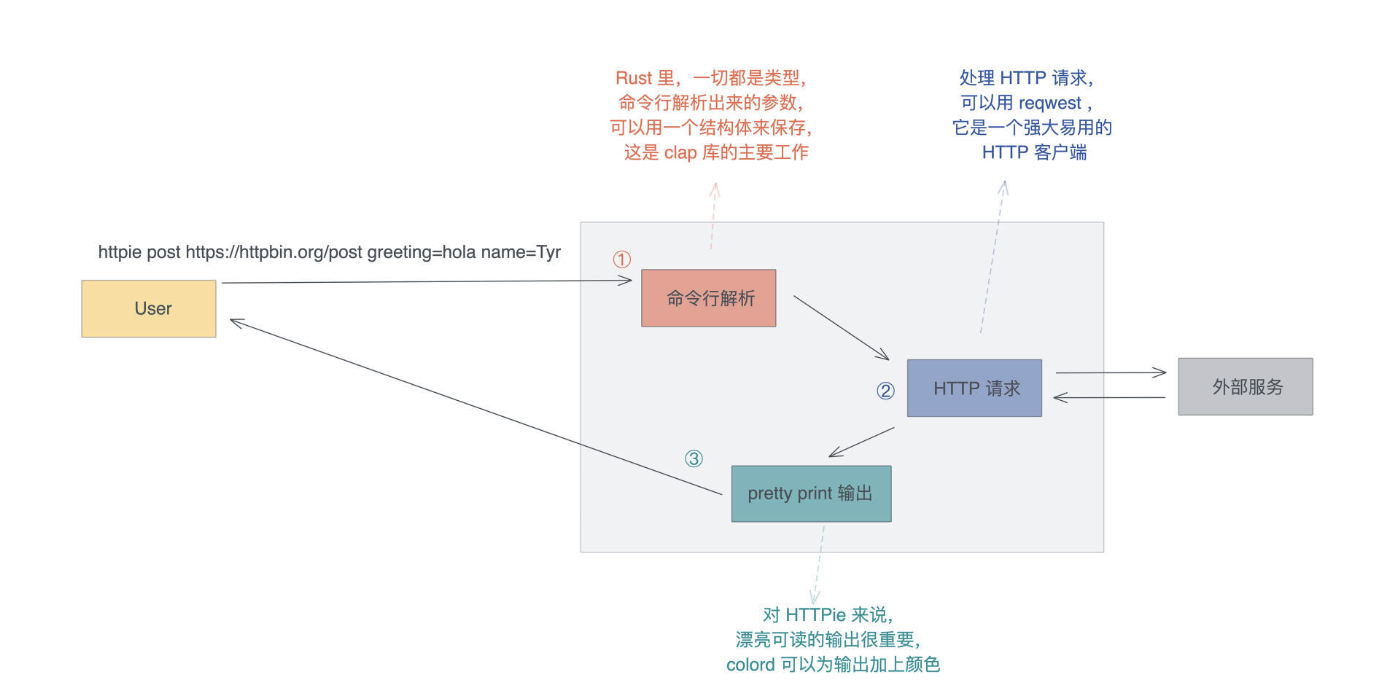 Rust 里，一切都是类型，
命令行解析出来的参数，
可以用一个结构体来保存，
这是 clap 库的主要工作
处理 HTTP 请求，
可以用 reqwest ，
它是一个强大易用的
HTTP 客户端
httpie post https://httpbin.org/post greeting=hola name=Tyr
①
命令行解析
User
②
HTTP 请求
外部服务
③
pretty print 输出
对 HTTPie 来说，
漂亮可读的输出很重要，
colord 可以为输出加上颜色